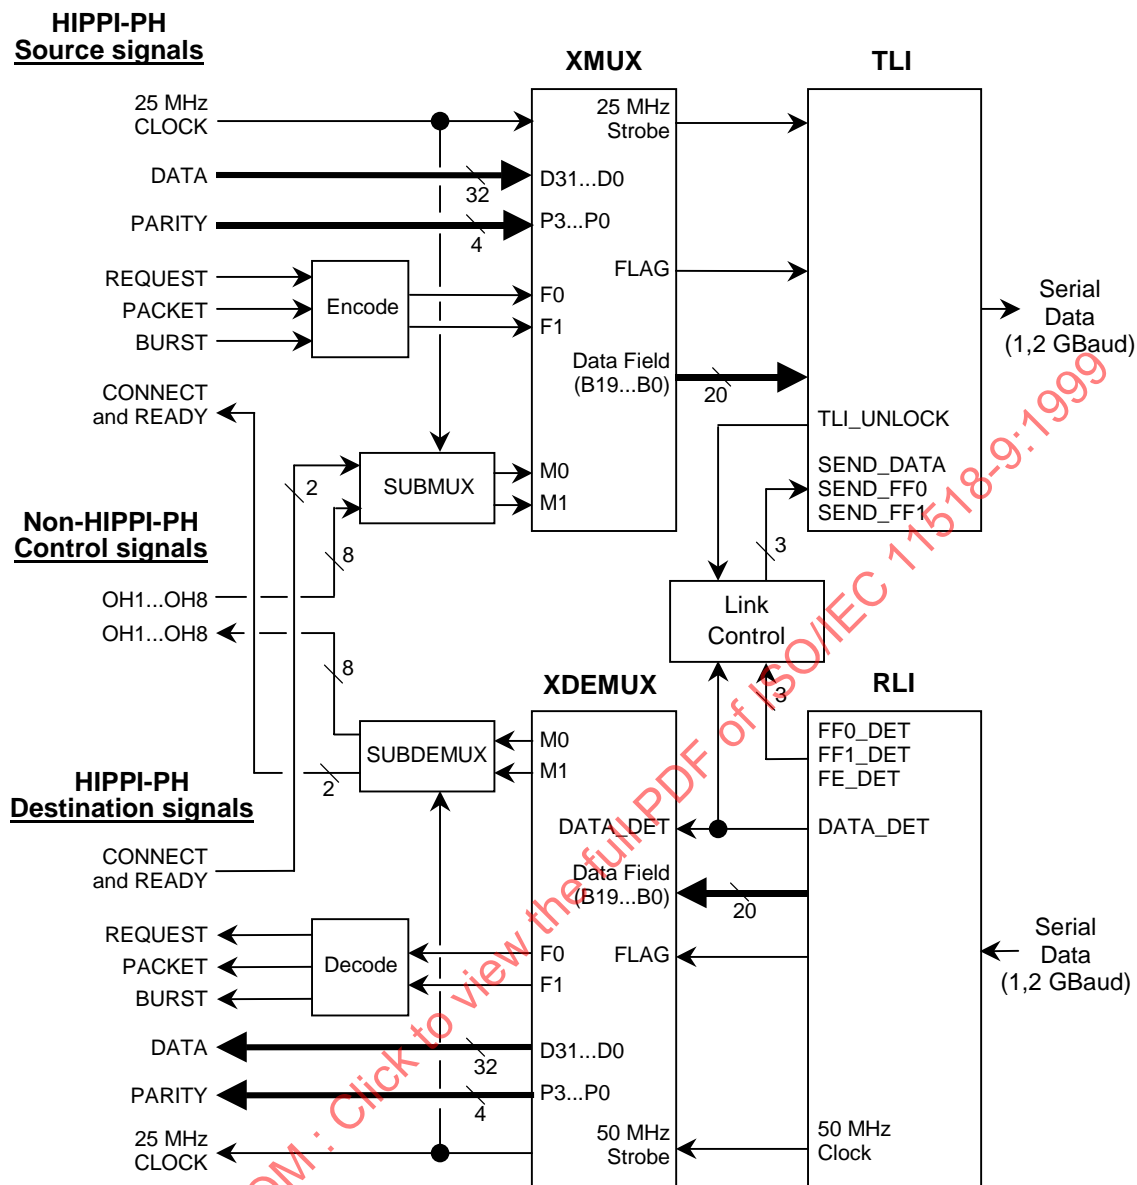 HIPPI-PH
Source signals
XMUX
TLI
25 MHz
CLOCK
25 MHz
Strobe
DATA
32
D31...D0
PARITY
4
P3...P0
REQUEST
PACKET
BURST
Encode
F0
F1
FLAG
Serial
Data
(1,2 GBaud)
Data Field
(B19...B0)
20
CONNECT
and READY
TLI_UNLOCK
2
SUBMUX
M0
M1
SEND_DATA
SEND_FF0
SEND_FF1
Non-HIPPI-PH
Control signals
8
3
OH1...OH8
OH1...OH8
Link
Control
8
XDEMUX
3
RLI
SUBDEMUX
M0
M1
FF0_DET
FF1_DET
FE_DET
2
HIPPI-PH
Destination signals
DATA_DET
DATA_DET
CONNECT
and READY
Data Field
(B19...B0)
20
REQUEST
PACKET
BURST
Decode
F0
F1
FLAG
Serial
Data
(1,2 GBaud)
DATA
32
D31...D0
PARITY
4
P3...P0
25 MHz
CLOCK
50 MHz
Strobe
50 MHz
Clock
OM : Click to view the full PDF of ISO/IEC 11518-9:1999